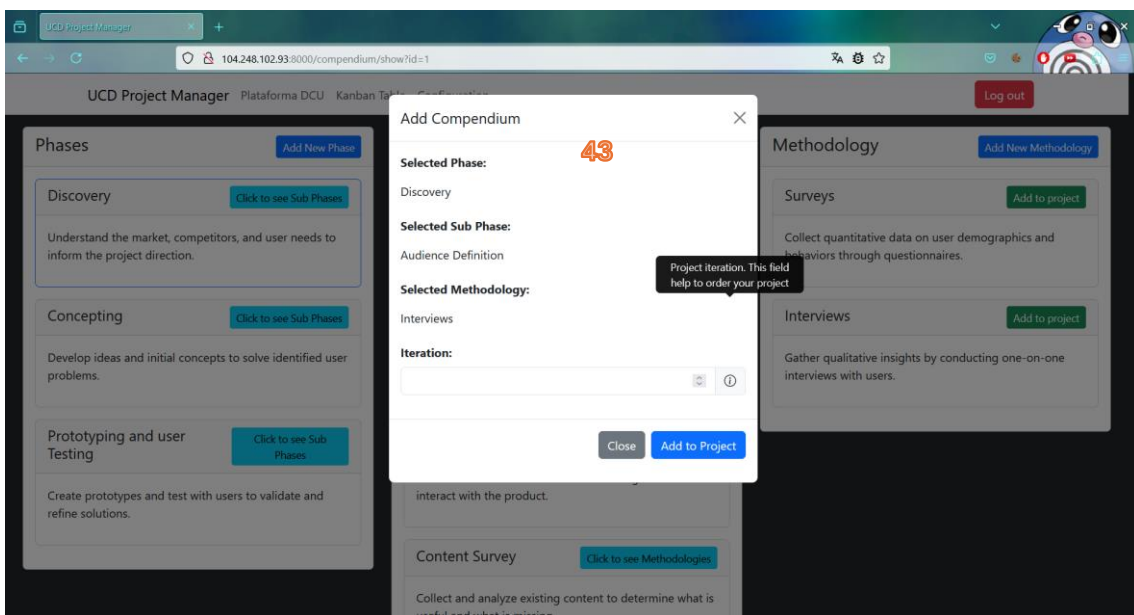 UCD Project Manager
104.248.102.93:8000/compendium/show?id=1
UCD Project Manager Plataforma DCU Kanban Table Configuration
Log out
Phases
Add New Phase
Discovery
Click to see Sub Phases
Understand the market, competitors, and user needs to
inform the project direction.
Concepting
Click to see Sub Phases
Develop ideas and initial concepts to solve identified user
problems.
Prototyping and user
Testing
Click to see Sub
Phases
Create prototypes and test with users to validate and
refine solutions.
Add Compendium
43
Selected Phase:
Discovery
Selected Sub Phase:
Audience Definition
Project iteration. This field
help to order your project
Selected Methodology:
Interviews
Iteration:
Close
Add to Project
interact with the product.
Content Survey
Click to see Methodologies
Collect and analyze existing content to determine what is
useful and what is missing.
Methodology
Add New Methodology
Surveys
Add to project
Collect quantitative data on user demographics and
behaviors through questionnaires.
Interviews
Add to project
Gather qualitative insights by conducting one-on-one
interviews with users.